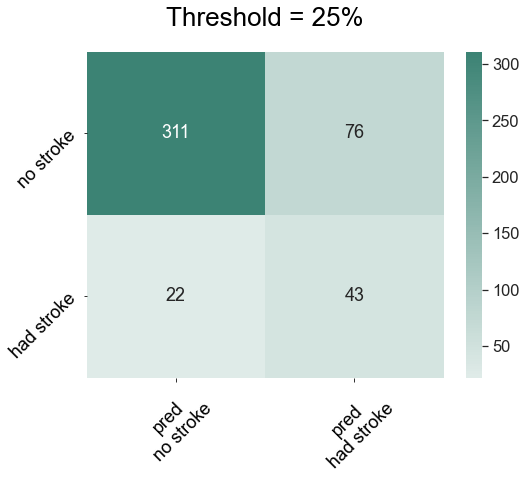 Threshold = 25%
no stroke
311
76
had stroke
22
43
pred
no stroke
pred
had stroke
300
250
200
150
100
50